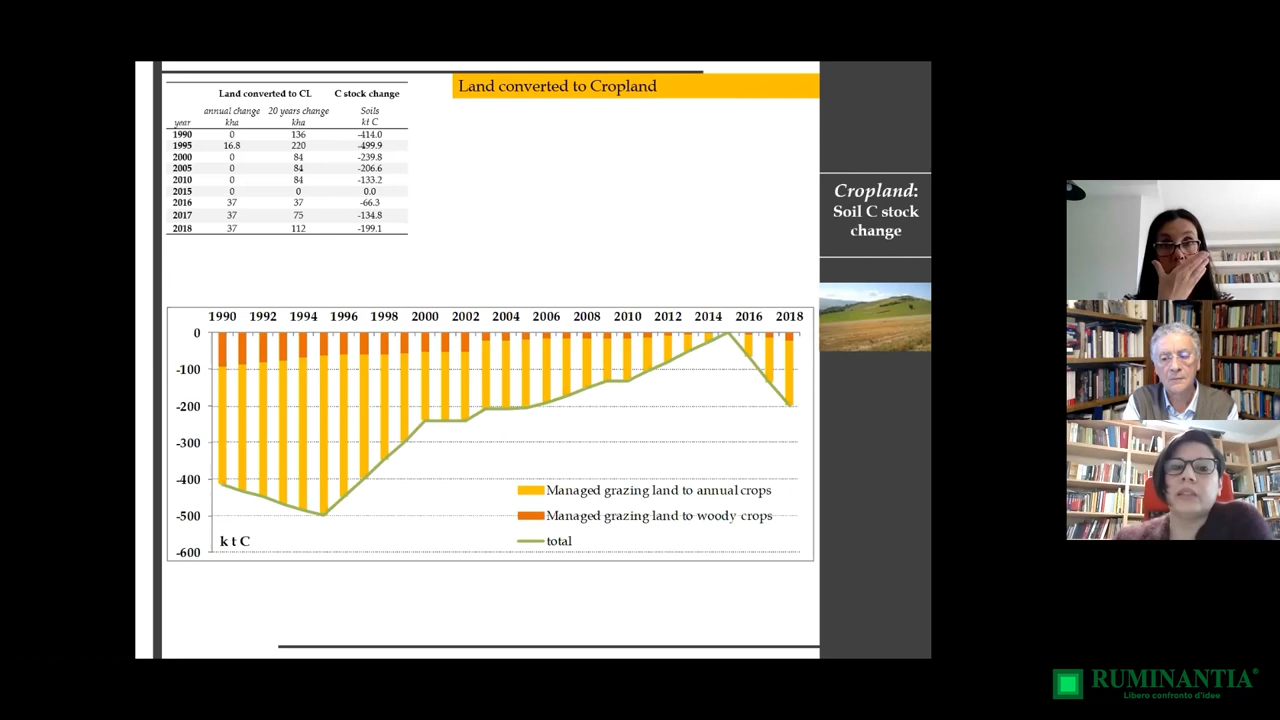 Land converted to Cropland
Land converted to CL C stock change
annual change 20 years change Soils
year kha kha kt C
1990 0 136 -414.0
1995 16.8 220 -499.9
2000 0 84 -239.8
2005 0 84 -206.6
2010 0 84 -133.2
2015 0 0 0.0
2016 37 37 -66.3
2017 37 75 -134.8
2018 37 112 -199.1
Cropland:
Soil C stock
change
1990 1992 1994 1996 1998 2000 2002 2004 2006 2008 2010 2012 2014 2016 2018
0
-100
-200
-300
-400
-500
-600
Managed grazing land to annual crops
Managed grazing land to woody crops
total
k t C
RUMINANTIA®
Libero confronto d'idee